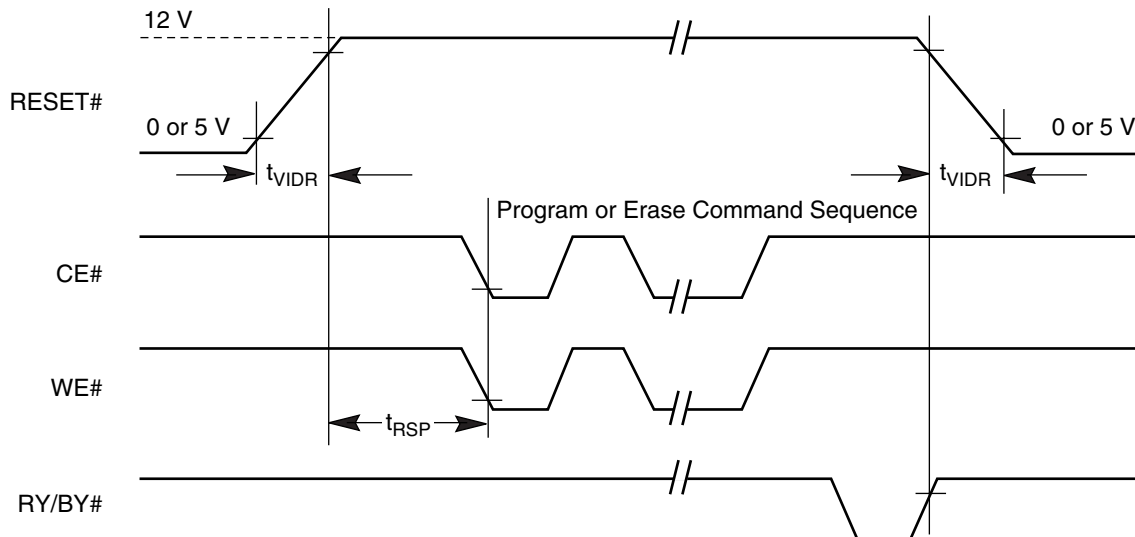 12 V
RESET#
0 or 5 V
0 or 5 V
tVIDR
tVIDR
Program or Erase Command Sequence
CE#
WE#
tRSP
RY/BY#